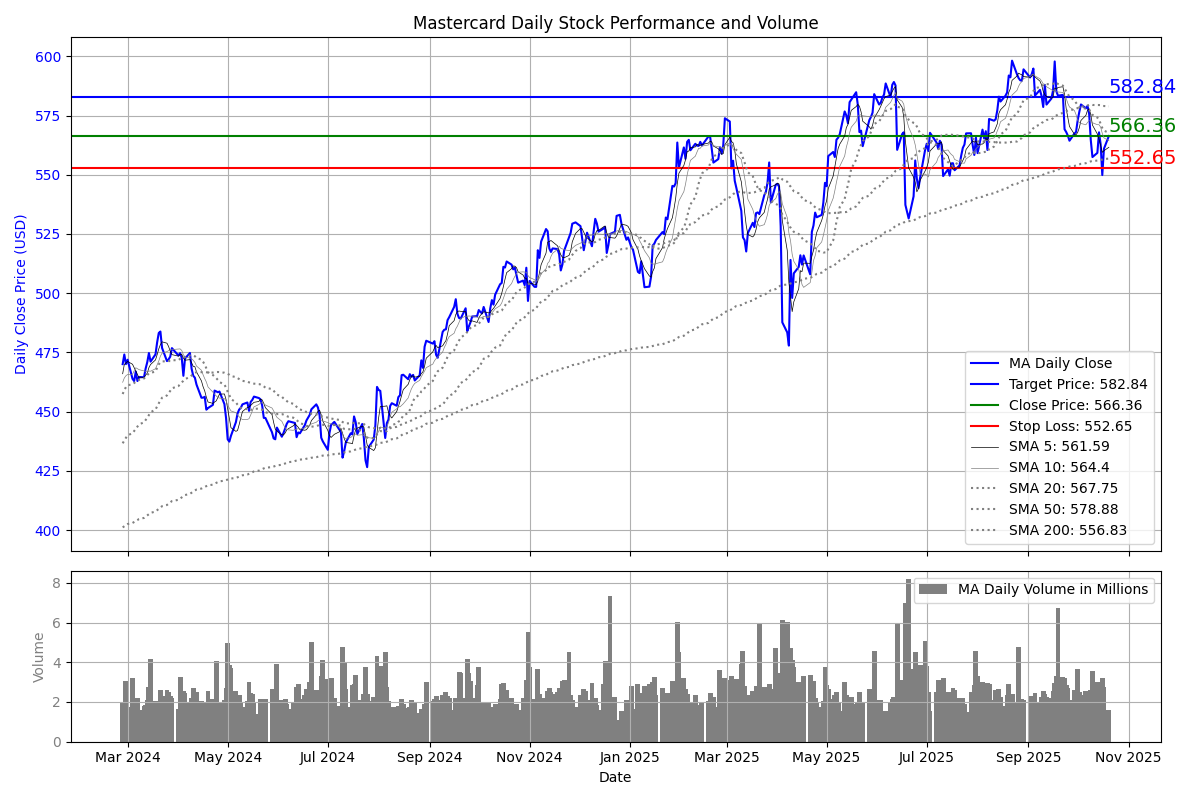 Mastercard Daily Stock Performance and Volume
Daily Close Price (USD)
600
575
550
525
500
475
450
425
400
582.84
566.36
552.65
MA Daily Close
Target Price: 582.84
Close Price: 566.36
Stop Loss: 552.65
SMA 5: 561.59
SMA 10: 564.4
SMA 20: 567.75
SMA 50: 578.88
SMA 200: 556.83
Volume
8
6
4
2
0
MA Daily Volume in Millions
Mar 2024
May 2024
Jul 2024
Sep 2024
Nov 2024
Jan 2025
Mar 2025
May 2025
Jul 2025
Sep 2025
Nov 2025
Date